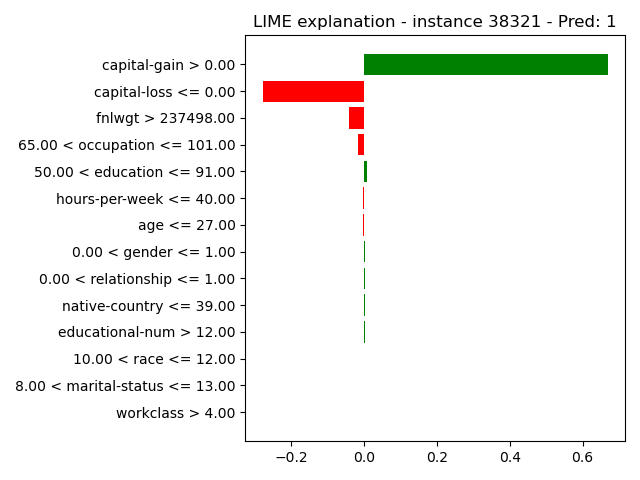 LIME explanation - instance 38321 - Pred: 1
capital-gain > 0.00
capital-loss <= 0.00
fnlwgt > 237498.00
65.00 < occupation <= 101.00
50.00 < education <= 91.00
hours-per-week <= 40.00
age <= 27.00
0.00 < gender <= 1.00
0.00 < relationship <= 1.00
native-country <= 39.00
educational-num > 12.00
10.00 < race <= 12.00
8.00 < marital-status <= 13.00
workclass > 4.00
−0.2 0.0 0.2 0.4 0.6